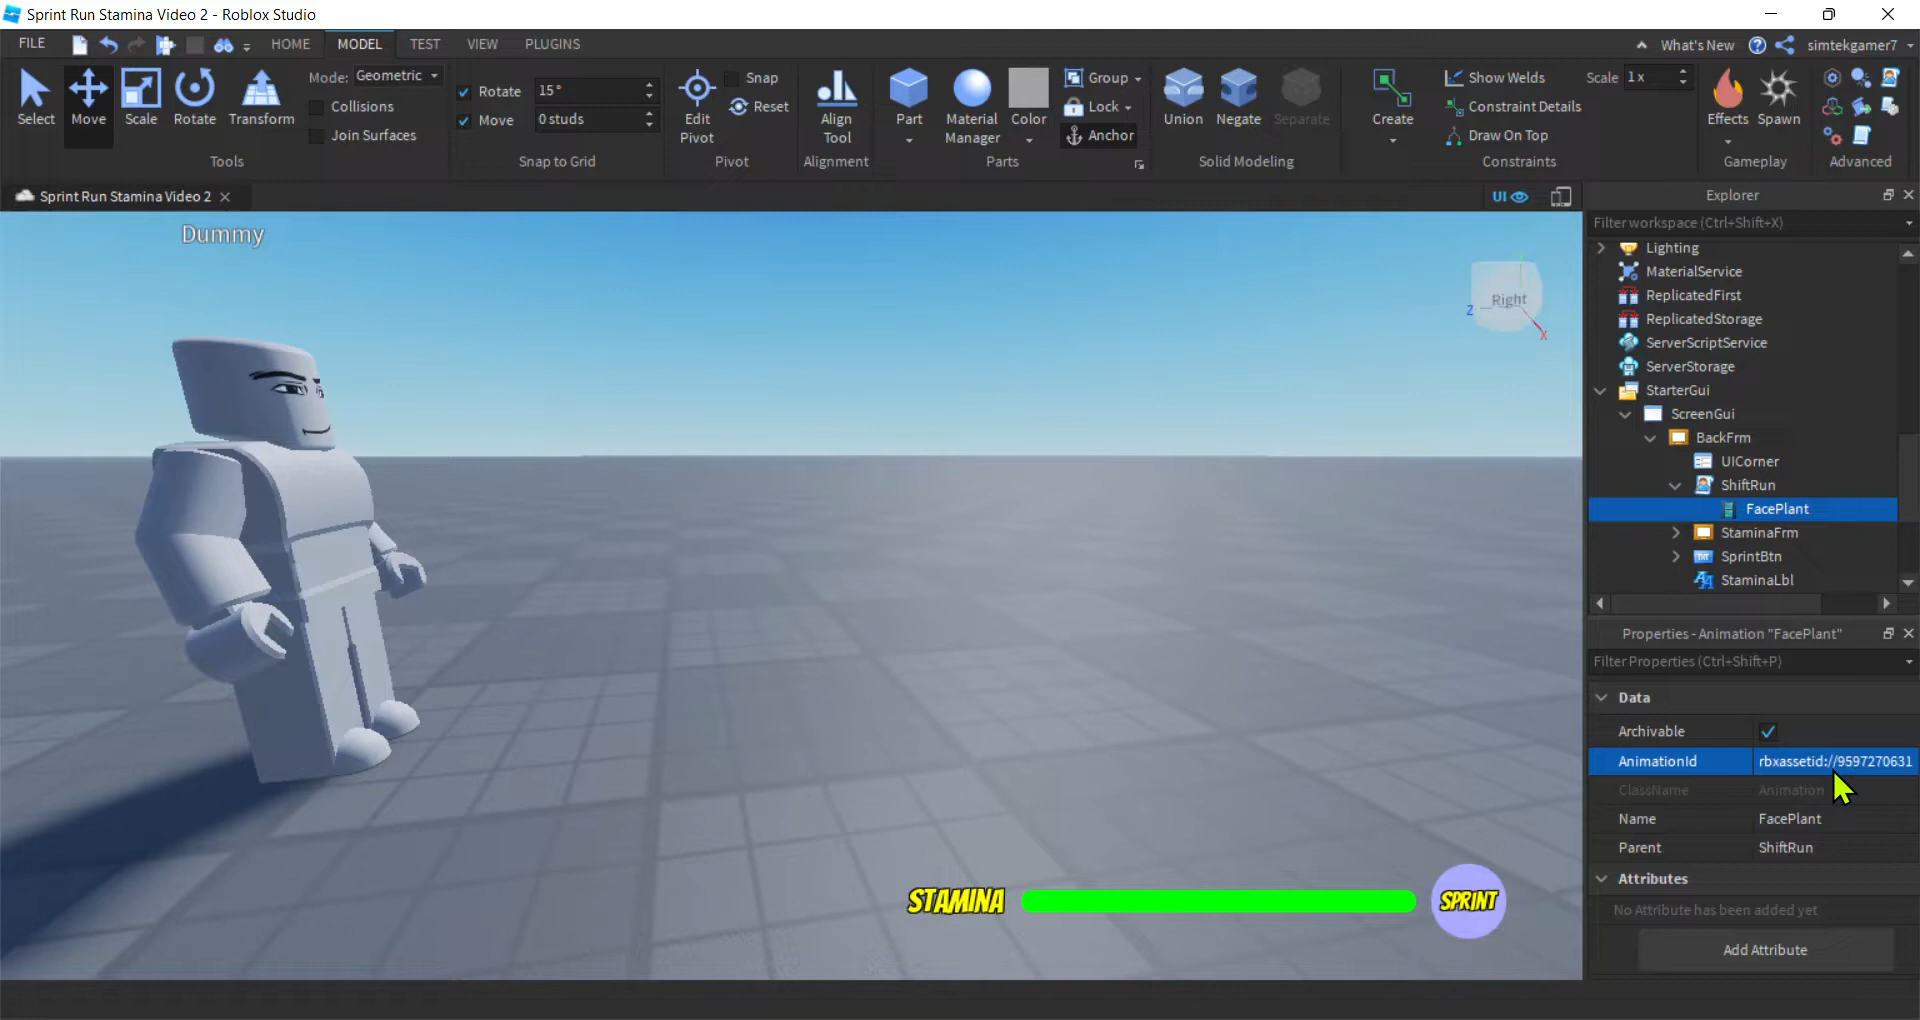 Sprint Run Stamina Video 2 - Roblox Studio
FILE HOME MODEL TEST VIEW PLUGINS What's New simtekgamer7
Select Move Scale Rotate Transform
Mode: Geometric
Collisions
Join Surfaces
Tools
Rotate 15°
Move 0 studs
Snap to Grid
Edit Pivot
Snap
Reset
Pivot
Align Tool
Alignment
Part
Material Manager
Color
Group
Lock
Anchor
Parts
Union Negate Separate
Solid Modeling
Create
Show Welds
Constraint Details
Draw On Top
Scale 1 x
Constraints
Effects Spawn
Gameplay
Advanced
Sprint Run Stamina Video 2
UI
Dummy
Right
Z
X
STAMINA
SPRINT
Explorer
Filter workspace (Ctrl+Shift+X)
Lighting
MaterialService
ReplicatedFirst
ReplicatedStorage
ServerScriptService
ServerStorage
StarterGui
ScreenGui
BackFrm
UICorner
ShiftRun
FacePlant
StaminaFrm
TXT SprintBtn
StaminaLbl
Properties - Animation "FacePlant"
Filter Properties (Ctrl+Shift+P)
Data
Archivable
AnimationId rbxassetid://9597270631
ClassName Animation
Name FacePlant
Parent ShiftRun
Attributes
No Attribute has been added yet
Add Attribute